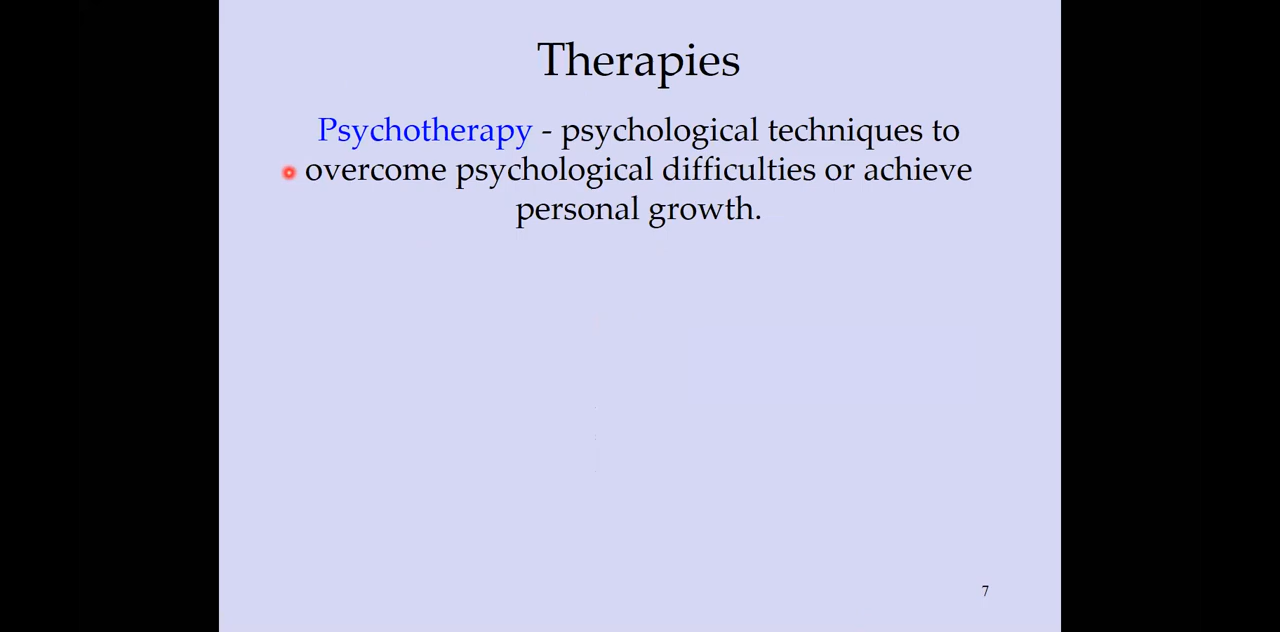 Therapies
Psychotherapy - psychological techniques to
overcome psychological difficulties or achieve
personal growth.
7